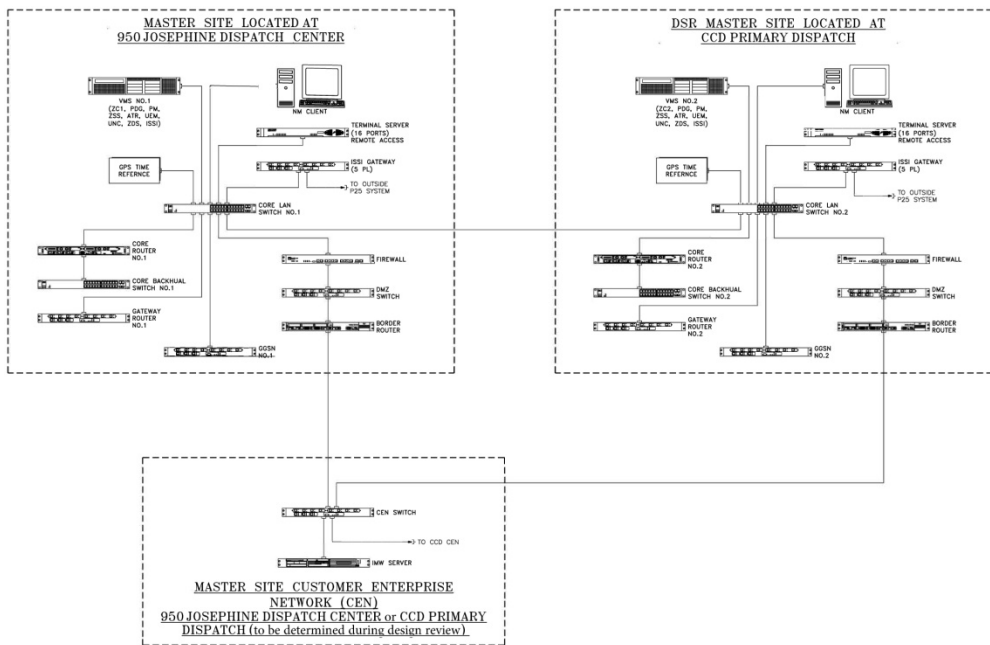 MASTER SITE LOCATED AT
950 JOSEPHINE DISPATCH CENTER
VMS NO.1
(ZC1, PDG, PM,
ZSS, ATR, UEM,
UNC, ZDS, ISSI)
NM CLIENT
TERMINAL SERVER
(16 PORTS)
REMOTE ACCESS
GPS TIME
REFERNCE
ISSI GATEWAY
(5 PL)
TO OUTSIDE
P25 SYSTEM
CORE LAN
SWITCH NO.1
CORE
ROUTER
NO.1
FIREWALL
CORE BACKHUAL
SWITCH NO.1
DMZ
SWITCH
GATEWAY
ROUTER
NO.1
BORDER
ROUTER
GGSN
NO.1
DSR MASTER SITE LOCATED AT
CCD PRIMARY DISPATCH
VMS NO.2
(ZC2, PDG, PM,
ZSS, ATR, UEM,
UNC, ZDS, ISSI)
NM CLIENT
TERMINAL SERVER
(16 PORTS)
REMOTE ACCESS
GPS TIME
REFERNCE
ISSI GATEWAY
(5 PL)
TO OUTSIDE
P25 SYSTEM
CORE LAN
SWITCH NO.2
CORE
ROUTER
NO.2
FIREWALL
CORE BACKHUAL
SWITCH NO.2
DMZ
SWITCH
GATEWAY
ROUTER
NO.2
BORDER
ROUTER
GGSN
NO.2
CEN SWITCH
TO CCD CEN
IMW SERVER
MASTER SITE CUSTOMER ENTERPRISE
NETWORK (CEN)
950 JOSEPHINE DISPATCH CENTER or CCD PRIMARY
DISPATCH (to be determined during design review)